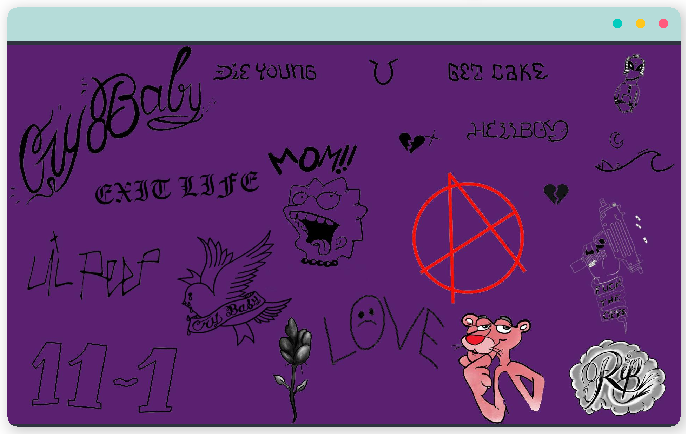 Cry Baby
DIE YOUNG
GET CAKE
HELLBOY
MOM!!
EXIT LIFE
LiL PEEP
Cry Baby
LOVE
11-1
Rip